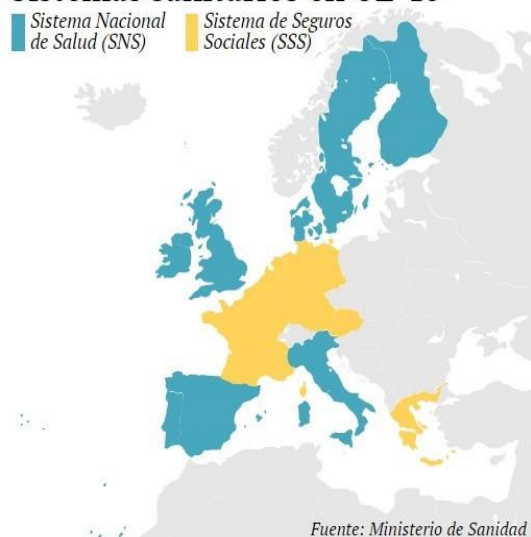 Sistema Nacional
de Salud (SNS)
Sistema de Seguros
Sociales (SSS)
Fuente: Ministerio de Sanidad